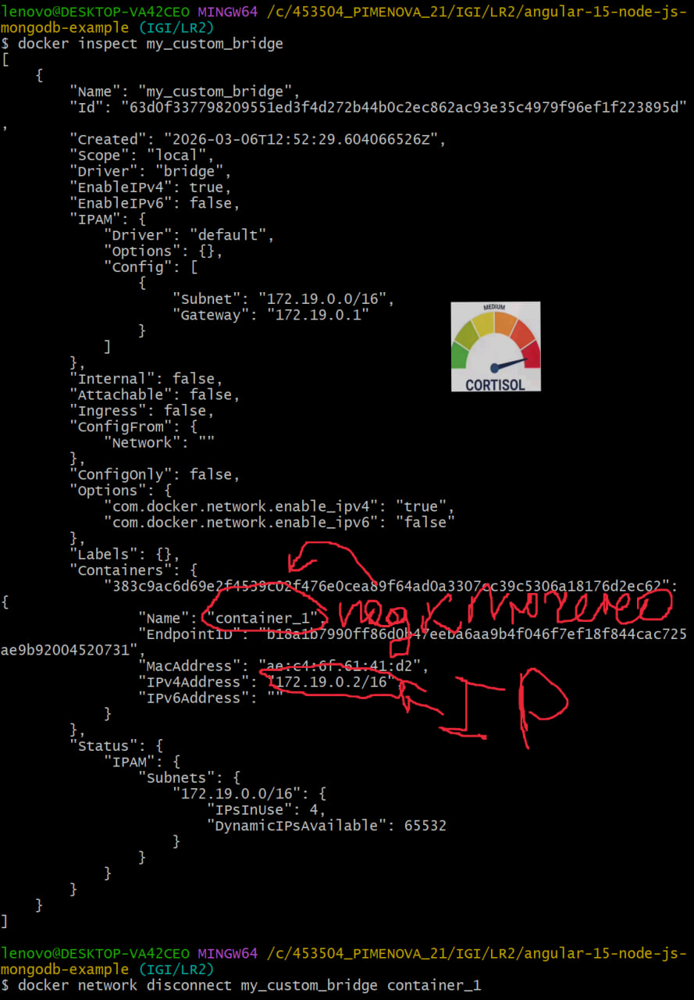 lenovo@DESKTOP-VA42CEO MINGW64 /c/453504_PIMENOVA_21/IGI/LR2/angular-15-node-js-
mongodb-example (IGI/LR2)
$ docker inspect my_custom_bridge
[
    {
        "Name": "my_custom_bridge",
        "Id": "63d0f337798209551ed3f4d272b44b0c2ec862ac93e35c4979f96ef1f223895d"
,
        "Created": "2026-03-06T12:52:29.604066526Z",
        "Scope": "local",
        "Driver": "bridge",
        "EnableIPv4": true,
        "EnableIPv6": false,
        "IPAM": {
            "Driver": "default",
            "Options": {},
            "Config": [
                {
                    "Subnet": "172.19.0.0/16",
                    "Gateway": "172.19.0.1"
                }
            ]
        },
MEDIUM
CORTISOL
        "Internal": false,
        "Attachable": false,
        "Ingress": false,
        "ConfigFrom": {
            "Network": ""
        },
        "ConfigOnly": false,
        "Options": {
            "com.docker.network.enable_ipv4": "true",
            "com.docker.network.enable_ipv6": "false"
        },
        "Labels": {},
        "Containers": {
            "383c9ac6d69e2f4539c02f476e0cea89f64ad0a3307cc39c5306a18176d2ec62":
{
                "Name": "container_1",
                "EndpointID": "b18a1b7990ff86d0b47eeba6aa9b4f046f7ef18f844cac725
ae9b92004520731",
                "MacAddress": "ae:c4:6f:61:41:d2",
                "IPv4Address": "172.19.0.2/16",
IP
                "IPv6Address": ""
            }
        },
        "Status": {
            "IPAM": {
                "Subnets": {
                    "172.19.0.0/16": {
                        "IPsInUse": 4,
                        "DynamicIPsAvailable": 65532
                    }
                }
            }
        }
    }
]
lenovo@DESKTOP-VA42CEO MINGW64 /c/453504_PIMENOVA_21/IGI/LR2/angular-15-node-js-
mongodb-example (IGI/LR2)
$ docker network disconnect my_custom_bridge container_1